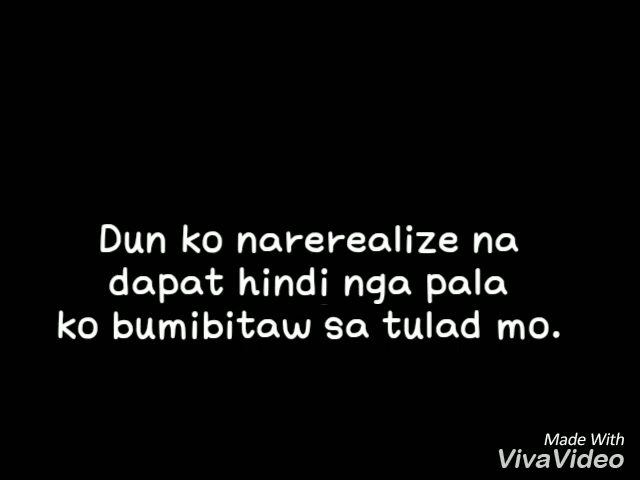 Dun ko narerealize na
dapat hindi nga pala
ko bumibitaw sa tulad mo.
Made With
VivaVideo